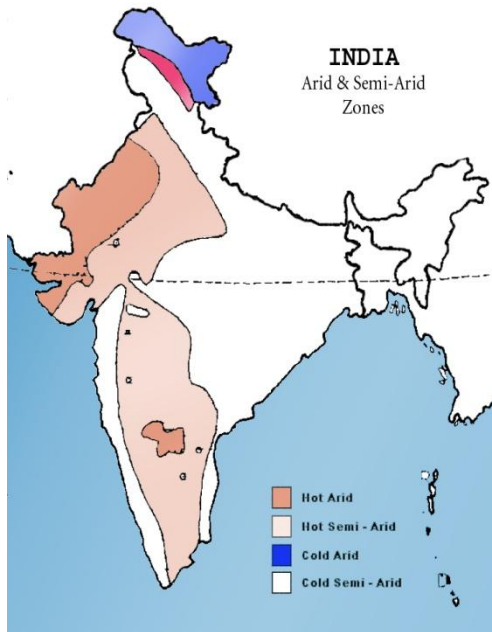 INDIA
Arid & Semi-Arid
Zones
Hot Arid
Hot Semi - Arid
Cold Arid
Cold Semi - Arid